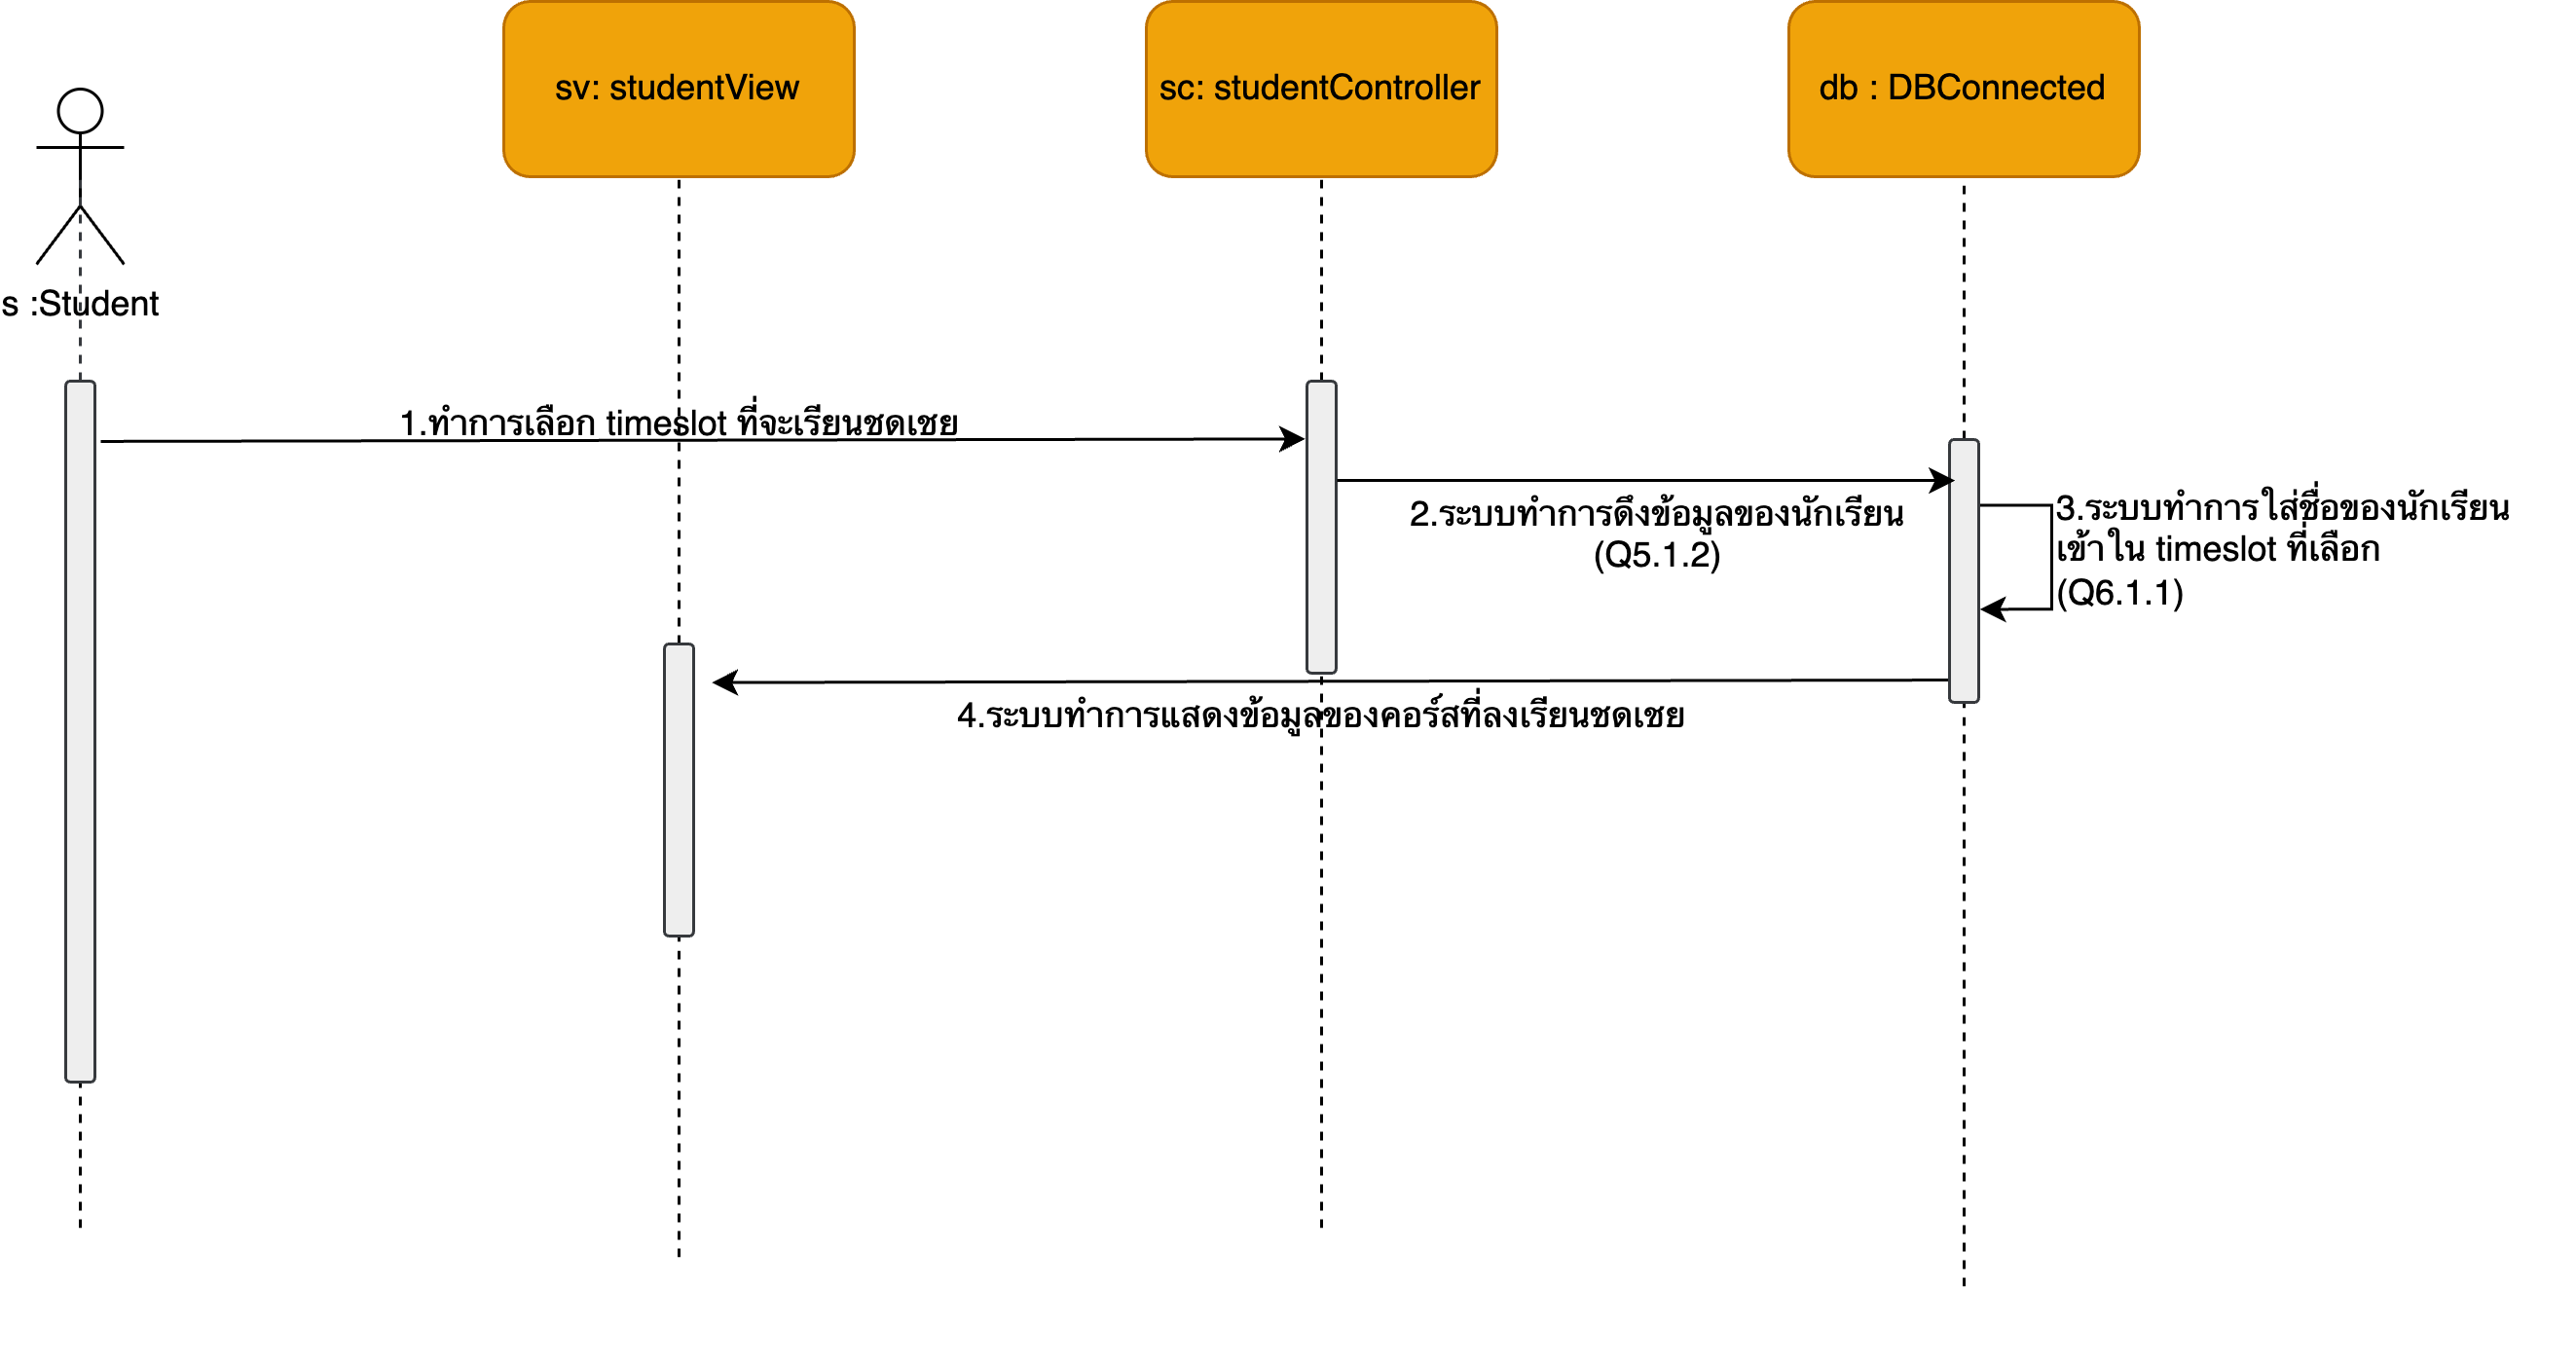 sv: studentView
sc: studentController
db : DBConnected
s :Student
1.ทำการเลือก timeslot ที่จะเรียนชดเชย
2.ระบบทำการดึงข้อมูลของนักเรียน
(Q5.1.2)
3.ระบบทำการใส่ชื่อของนักเรียน
เข้าใน timeslot ที่เลือก
(Q6.1.1)
4.ระบบทำการแสดงข้อมูลของคอร์สที่ลงเรียนชดเชย